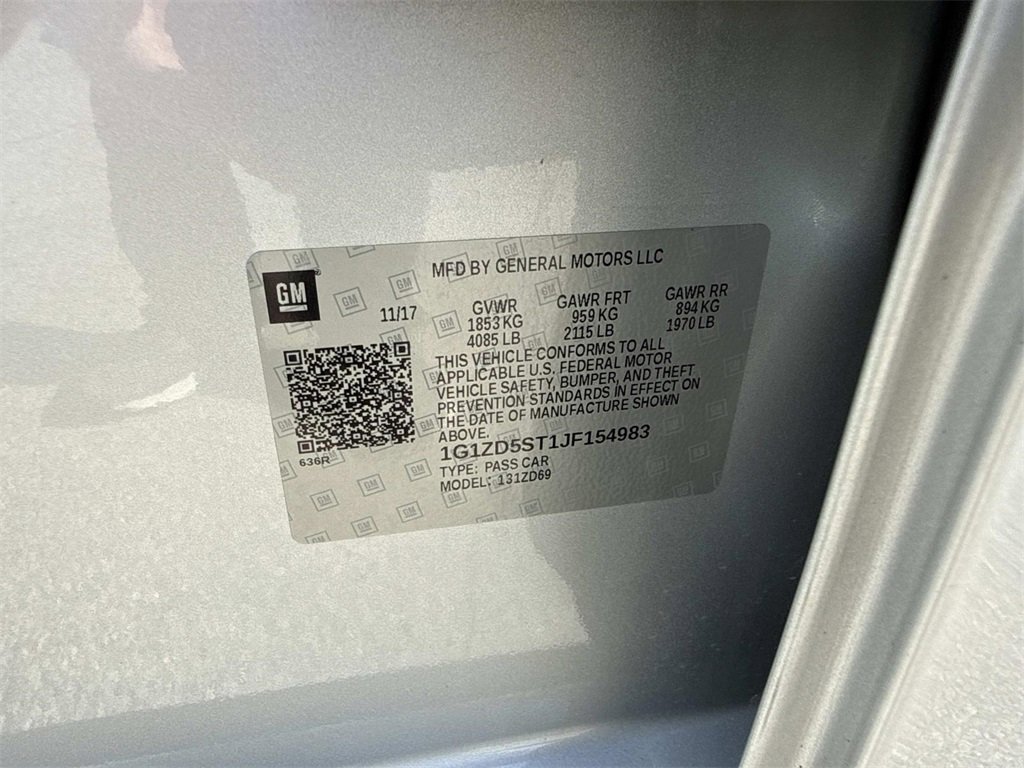 MFD BY GENERAL MOTORS LLC
GM ®
11/17
GVWR GAWR FRT GAWR RR
1853 KG 959 KG 894 KG
4085 LB 2115 LB 1970 LB
THIS VEHICLE CONFORMS TO ALL
APPLICABLE U.S. FEDERAL MOTOR
VEHICLE SAFETY, BUMPER, AND THEFT
PREVENTION STANDARDS IN EFFECT ON
THE DATE OF MANUFACTURE SHOWN
ABOVE.
636R
1G1ZD5ST1JF154983
TYPE: PASS CAR
MODEL: 131ZD69